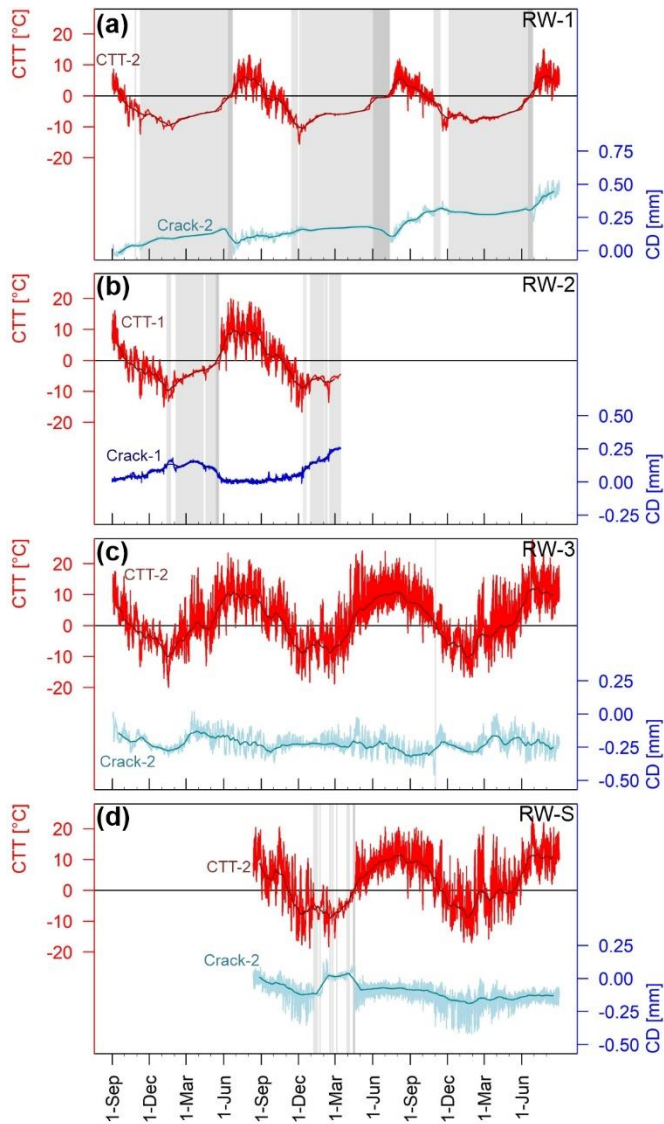 (a) RW-1
CTT [°C]
20
10
0
-10
-20
CTT-2
Crack-2
0.75
0.50
0.25
0.00
CD [mm]
(b) RW-2
CTT [°C]
20
10
0
-10
-20
CTT-1
Crack-1
0.50
0.25
0.00
-0.25
CD [mm]
(c) RW-3
CTT [°C]
20
10
0
-10
-20
CTT-2
Crack-2
0.25
0.00
-0.25
-0.50
CD [mm]
(d) RW-S
CTT [°C]
20
10
0
-10
-20
CTT-2
Crack-2
0.25
0.00
-0.25
-0.50
CD [mm]
1-Sep
1-Dec
1-Mar
1-Jun
1-Sep
1-Dec
1-Mar
1-Jun
1-Sep
1-Dec
1-Mar
1-Jun